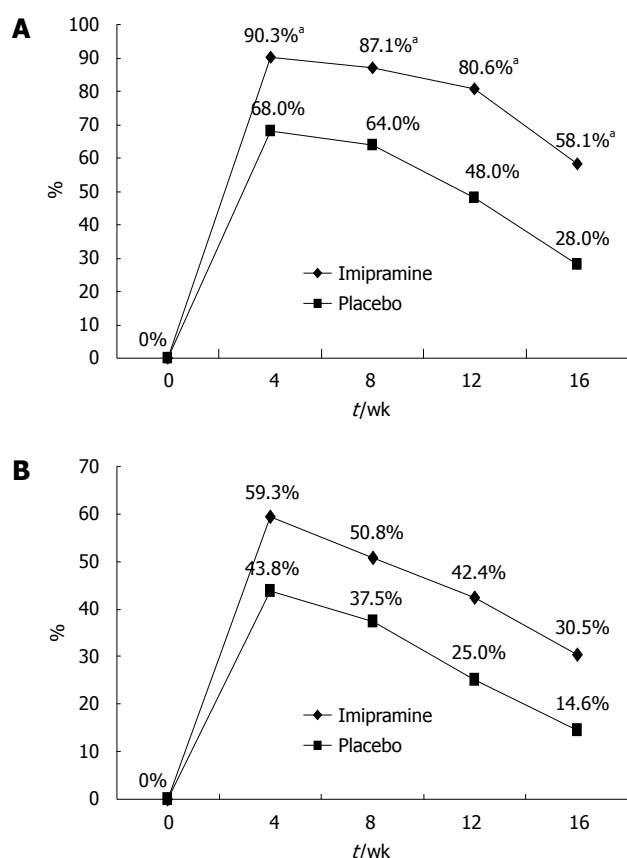 A
100
90
80
70
60
50
40
30
20
10
0
%
90.3%a
87.1%a
80.6%a
58.1%a
68.0%
64.0%
48.0%
28.0%
0%
Imipramine
Placebo
0 4 8 12 16
t/wk
B
70
60
50
40
30
20
10
0
%
59.3%
50.8%
42.4%
30.5%
43.8%
37.5%
25.0%
14.6%
0%
Imipramine
Placebo
0 4 8 12 16
t/wk